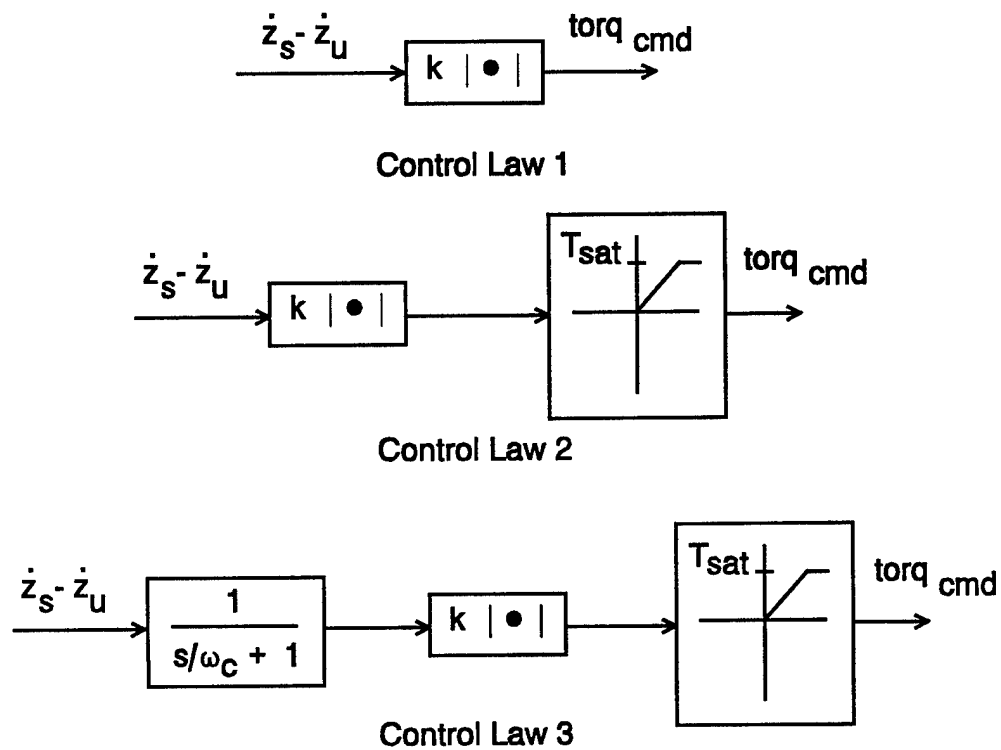 ż_s - ż_u
torq_cmd
k | ● |
Control Law 1
ż_s - ż_u
k | ● |
T_sat
torq_cmd
Control Law 2
ż_s - ż_u
1
s/ω_c + 1
k | ● |
T_sat
torq_cmd
Control Law 3